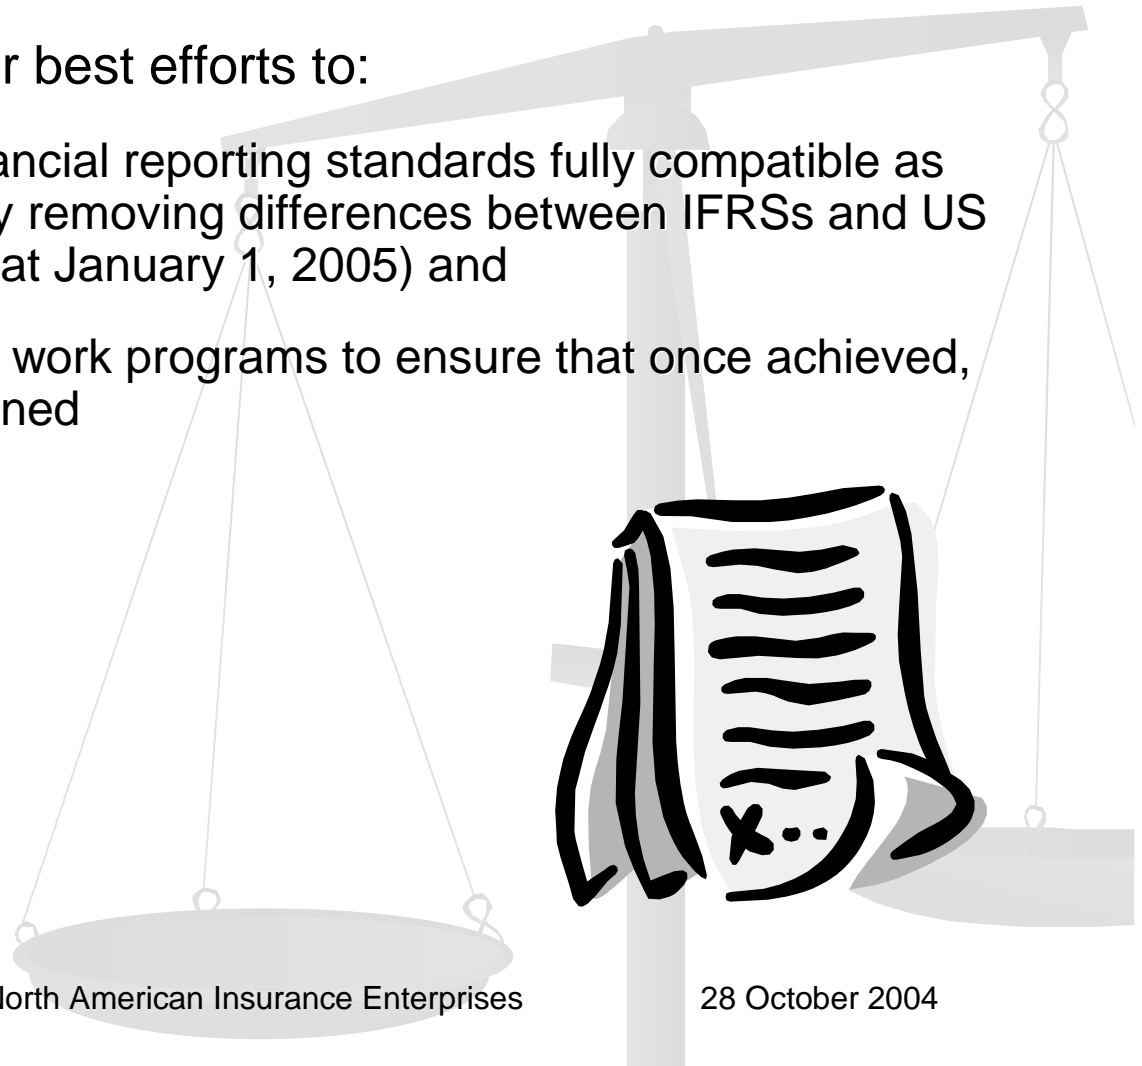 r best efforts to:
ancial reporting standards fully compatible as
y removing differences between IFRSs and US
at January 1, 2005) and
work programs to ensure that once achieved,
ned
x
North American Insurance Enterprises 28 October 2004